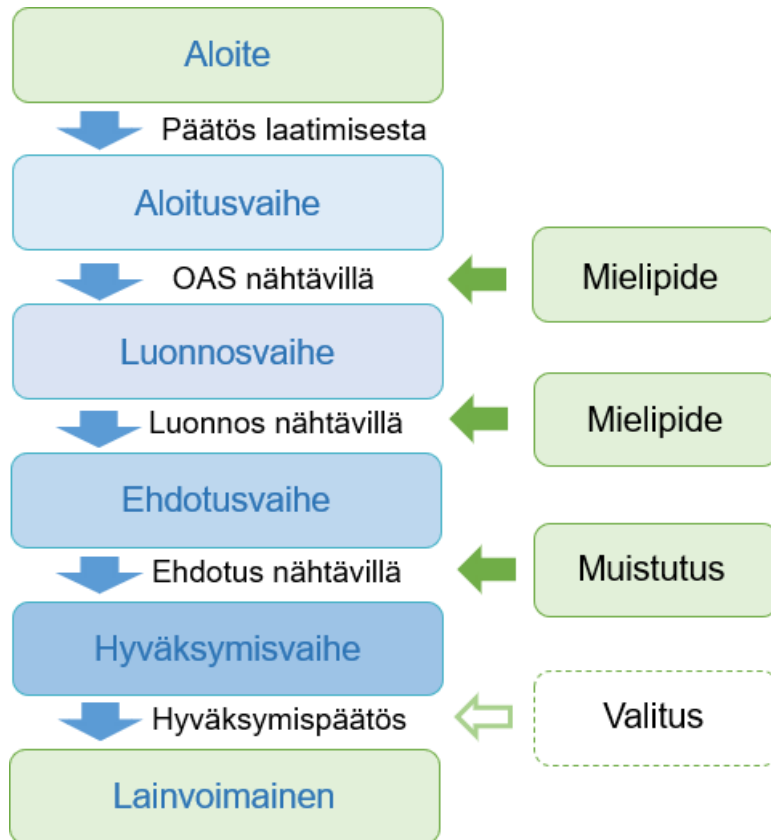 Aloite
Päätös laatimisesta
Aloitusvaihe
OAS nähtävillä
Mielipide
Luonnosvaihe
Luonnos nähtävillä
Mielipide
Ehdotusvaihe
Ehdotus nähtävillä
Muistutus
Hyväksymisvaihe
Hyväksymispäätös
Valitus
Lainvoimainen